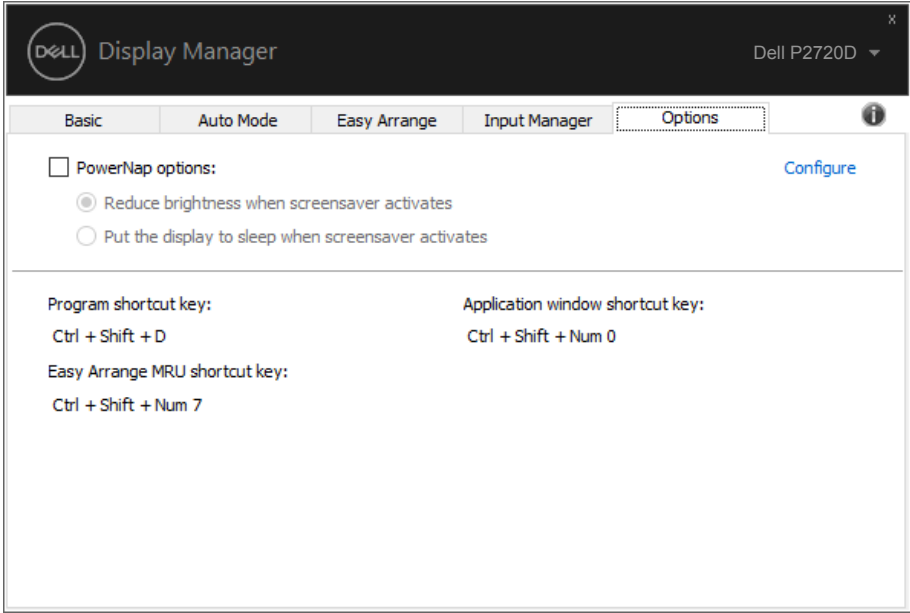 x
DELL Display Manager
Dell P2720D
Basic Auto Mode Easy Arrange Input Manager Options
PowerNap options: Configure
Reduce brightness when screensaver activates
Put the display to sleep when screensaver activates
Program shortcut key: Application window shortcut key:
Ctrl + Shift + D Ctrl + Shift + Num 0
Easy Arrange MRU shortcut key:
Ctrl + Shift + Num 7